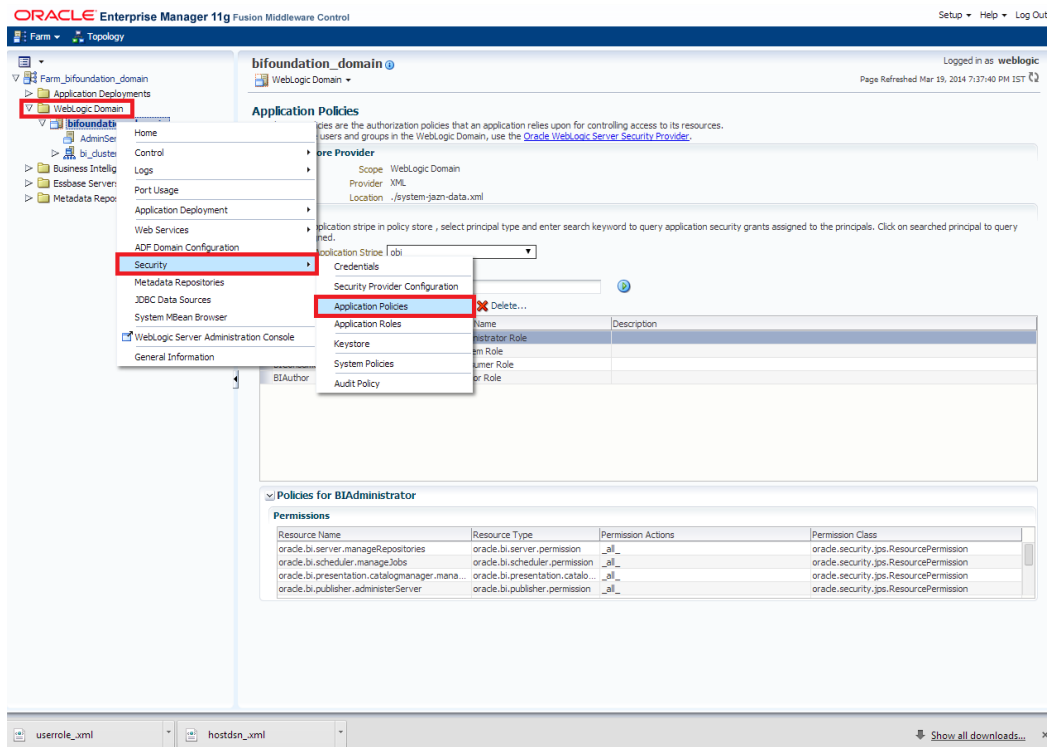 ORACLE Enterprise Manager 11g Fusion Middleware Control
Setup Help Log Out
Farm Topology
Farm_bifoundation_domain
Application Deployments
WebLogic Domain
AdminSer
bi_cluster
Business Intellig
Essbase Servers
Metadata Repos
Home
Control
Logs
Port Usage
Application Deployment
Web Services
ADF Domain Configuration
Security
Metadata Repositories
JDBC Data Sources
System MBean Browser
WebLogic Server Administration Console
General Information
Credentials
Security Provider Configuration
Application Policies
Application Roles
Keystore
System Policies
Audit Policy
bifoundation_domain
WebLogic Domain
Logged in as weblogic
Page Refreshed Mar 19, 2014 7:37:40 PM IST
Application Policies
cies are the authorization policies that an application relies upon for controlling access to its resources.
users and groups in the WebLogic Domain, use the Oracle WebLogic Server Security Provider.
ore Provider
Scope WebLogic Domain
Provider XML
Location ./system-jazn-data.xml
plication stripe in policy store , select principal type and enter search keyword to query application security grants assigned to the principals. Click on searched principal to query
ned.
Application Stripe obi
Delete...
Name Description
nistrator Role
em Role
umer Role
BIAuthor or Role
Policies for BIAdministrator
Permissions
Resource Name Resource Type Permission Actions Permission Class
oracle.bi.server.manageRepositories oracle.bi.server.permission _all_ oracle.security.jps.ResourcePermission
oracle.bi.scheduler.manageJobs oracle.bi.scheduler.permission _all_ oracle.security.jps.ResourcePermission
oracle.bi.presentation.catalogmanager.mana... oracle.bi.presentation.catalo... _all_ oracle.security.jps.ResourcePermission
oracle.bi.publisher.administerServer oracle.bi.publisher.permission _all_ oracle.security.jps.ResourcePermission
userrole_.xml
hostdsn_.xml
Show all downloads...